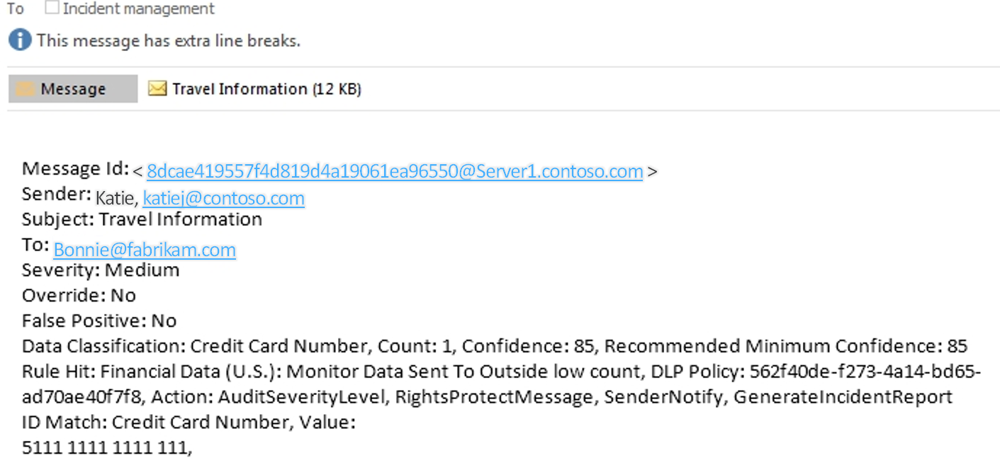 To Incident management
This message has extra line breaks.
Message Travel Information (12 KB)
Message Id: < 8dcae419557f4d819d4a19061ea96550@Server1.contoso.com >
Sender: Katie, katiej@contoso.com
Subject: Travel Information
To: Bonnie@fabrikam.com
Severity: Medium
Override: No
False Positive: No
Data Classification: Credit Card Number, Count: 1, Confidence: 85, Recommended Minimum Confidence: 85
Rule Hit: Financial Data (U.S.): Monitor Data Sent To Outside low count, DLP Policy: 562f40de-f273-4a14-bd65-
ad70ae40f7f8, Action: AuditSeverityLevel, RightsProtectMessage, SenderNotify, GenerateIncidentReport
ID Match: Credit Card Number, Value:
5111 1111 1111 111,